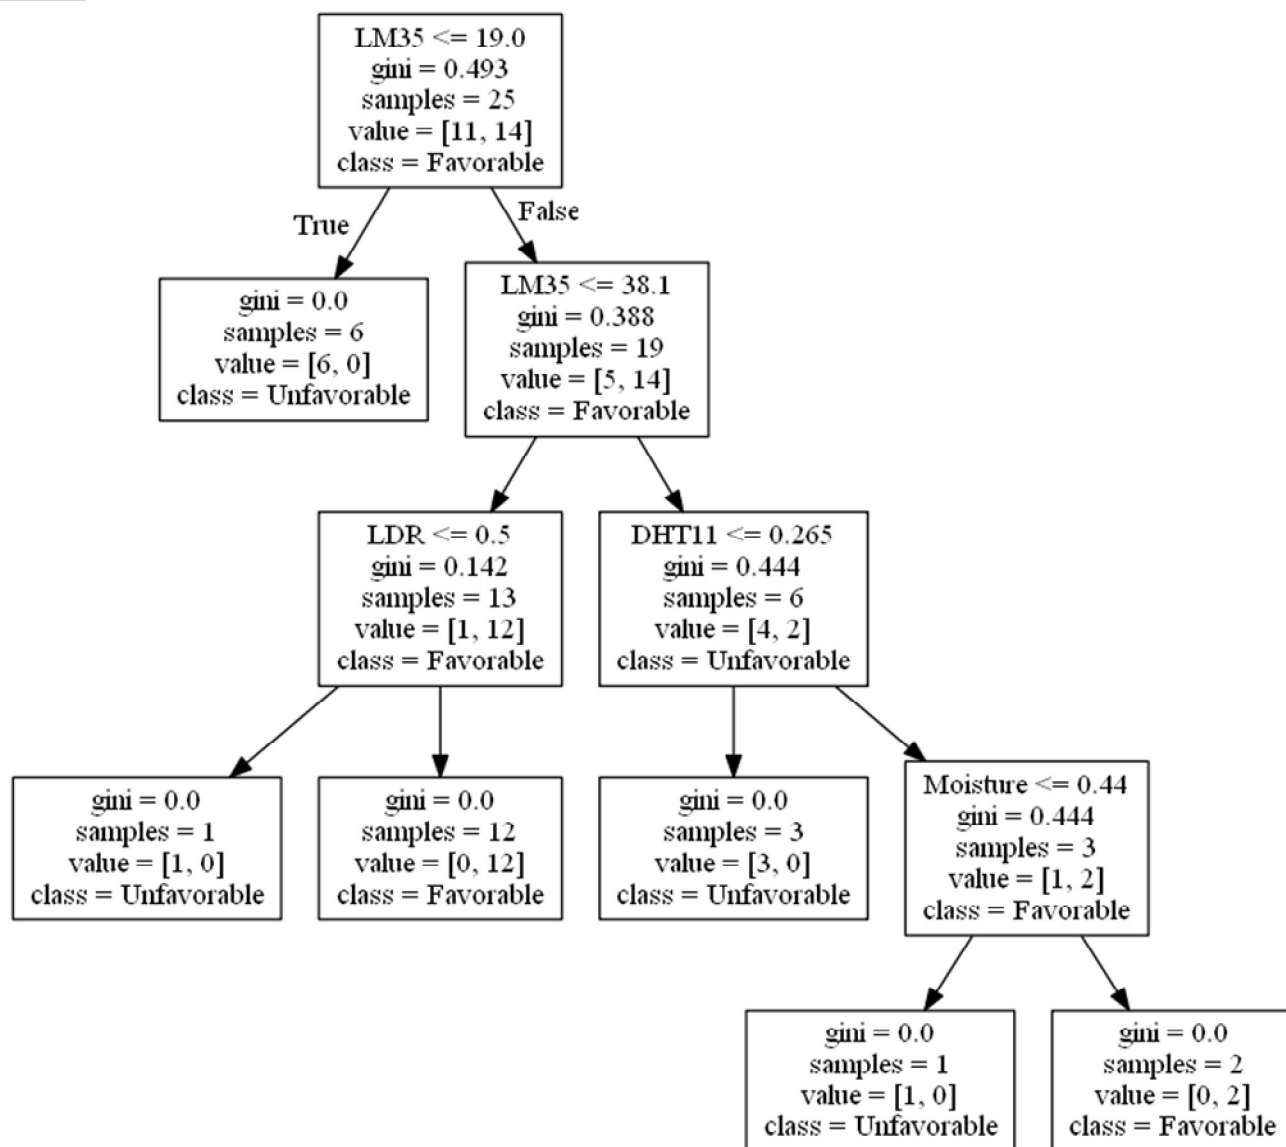 LM35 <= 19.0
gini = 0.493
samples = 25
value = [11, 14]
class = Favorable
True
False
gini = 0.0
samples = 6
value = [6, 0]
class = Unfavorable
LM35 <= 38.1
gini = 0.388
samples = 19
value = [5, 14]
class = Favorable
LDR <= 0.5
gini = 0.142
samples = 13
value = [1, 12]
class = Favorable
DHT11 <= 0.265
gini = 0.444
samples = 6
value = [4, 2]
class = Unfavorable
gini = 0.0
samples = 1
value = [1, 0]
class = Unfavorable
gini = 0.0
samples = 12
value = [0, 12]
class = Favorable
gini = 0.0
samples = 3
value = [3, 0]
class = Unfavorable
Moisture <= 0.44
gini = 0.444
samples = 3
value = [1, 2]
class = Favorable
gini = 0.0
samples = 1
value = [1, 0]
class = Unfavorable
gini = 0.0
samples = 2
value = [0, 2]
class = Favorable